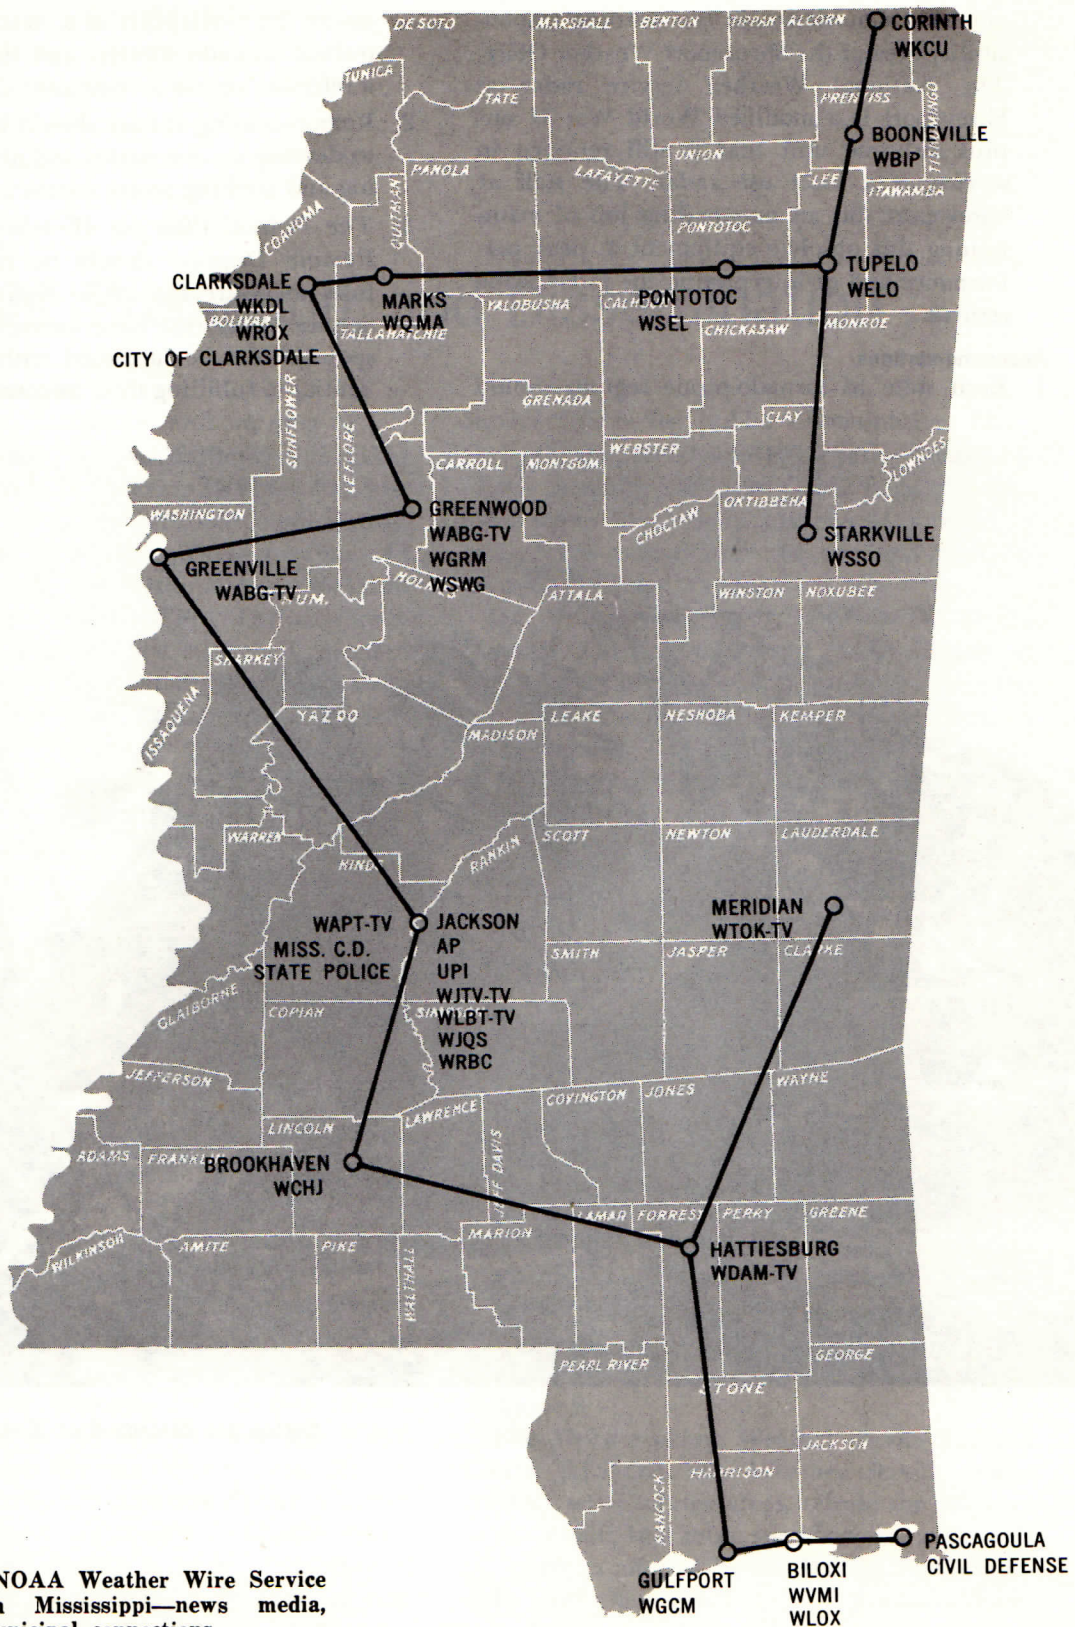 DE SOTO
MARSHALL
BENTON
TIPPAH
ALCORN
CORINTH
WKCU
TUNICA
TATE
PRENTISS
TISHOMINGO
BOONEVILLE
WBIP
PANOLA
LAFAYETTE
UNION
LEE
ITAWAMBA
QUITMAN
COAHOMA
PONTOTOC
CLARKSDALE
WKDL
WROX
CITY OF CLARKSDALE
MARKS
WQMA
PONTOTOC
WSEL
TUPELO
WELO
BOLIVAR
TALLAHATCHIE
YALOBUSHA
CALHOUN
CHICKASAW
MONROE
SUNFLOWER
LEFLORE
GRENADA
CLAY
WEBSTER
CARROLL
MONTGOM.
LOWNDES
WASHINGTON
GREENWOOD
WABG-TV
WGRM
WSWG
CHOCTAW
OKTIBBEHA
STARKVILLE
WSSO
GREENVILLE
WABG-TV
HUM.
HOLMES
ATTALA
WINSTON
NOXUBEE
SHARKEY
ISSAQUENA
YAZOO
MADISON
LEAKE
NESHOBA
KEMPER
WARREN
HINDS
RANKIN
SCOTT
NEWTON
LAUDERDALE
WAPT-TV
MISS. C.D.
STATE POLICE
JACKSON
AP
UPI
WJTV-TV
WLBT-TV
WJQS
WRBC
MERIDIAN
WTOK-TV
SMITH
JASPER
CLARKE
CLAIBORNE
COPIAH
SIMPSON
JEFFERSON
LINCOLN
LAWRENCE
JEFF DAVIS
COVINGTON
JONES
WAYNE
ADAMS
FRANKLIN
BROOKHAVEN
WCHJ
MARION
LAMAR
FORREST
PERRY
GREENE
WILKINSON
AMITE
PIKE
WALTHALL
HATTIESBURG
WDAM-TV
PEARL RIVER
STONE
GEORGE
HANCOCK
HARRISON
JACKSON
GULFPORT
WGCM
BILOXI
WVMI
WLOX
PASCAGOULA
CIVIL DEFENSE
NOAA Weather Wire Service
Mississippi—news media,
connections